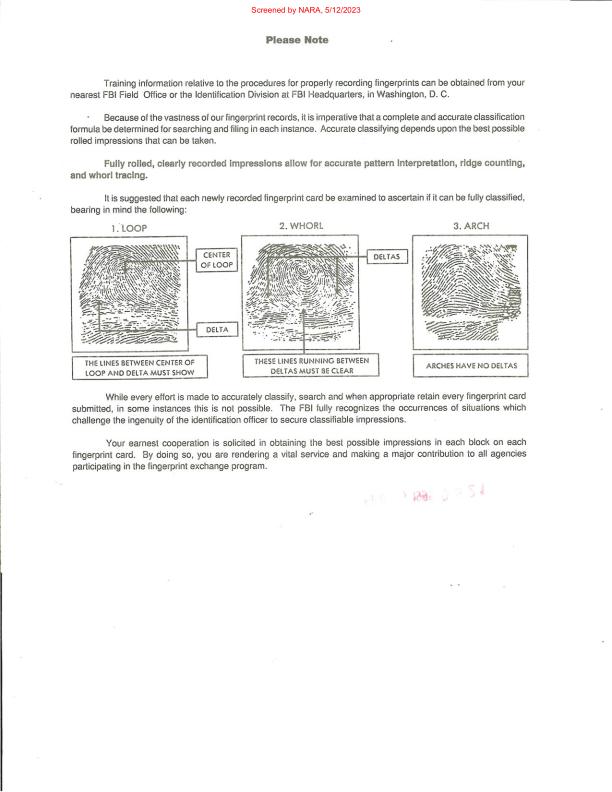 Screened by NARA, 5/12/2023
Please Note
Training information relative to the procedures for properly recording fingerprints can be obtained from your
nearest FBI Field Office or the Identification Division at FBI Headquarters, in Washington, D. C.
Because of the vastness of our fingerprint records, it is imperative that a complete and accurate classification
formula be determined for searching and filing in each instance. Accurate classifying depends upon the best possible
rolled impressions that can be taken.
Fully rolled, clearly recorded impressions allow for accurate pattern interpretation, ridge counting,
and whorl tracing.
It is suggested that each newly recorded fingerprint card be examined to ascertain if it can be fully classified,
bearing in mind the following:
1. LOOP
CENTER
OF LOOP
DELTA
THE LINES BETWEEN CENTER OF
LOOP AND DELTA MUST SHOW
2. WHORL
DELTAS
THESE LINES RUNNING BETWEEN
DELTAS MUST BE CLEAR
3. ARCH
ARCHES HAVE NO DELTAS
While every effort is made to accurately classify, search and when appropriate retain every fingerprint card
submitted, in some instances this is not possible. The FBI fully recognizes the occurrences of situations which
challenge the ingenuity of the identification officer to secure classifiable impressions.
Your earnest cooperation is solicited in obtaining the best possible impressions in each block on each
fingerprint card. By doing so, you are rendering a vital service and making a major contribution to all agencies
participating in the fingerprint exchange program.